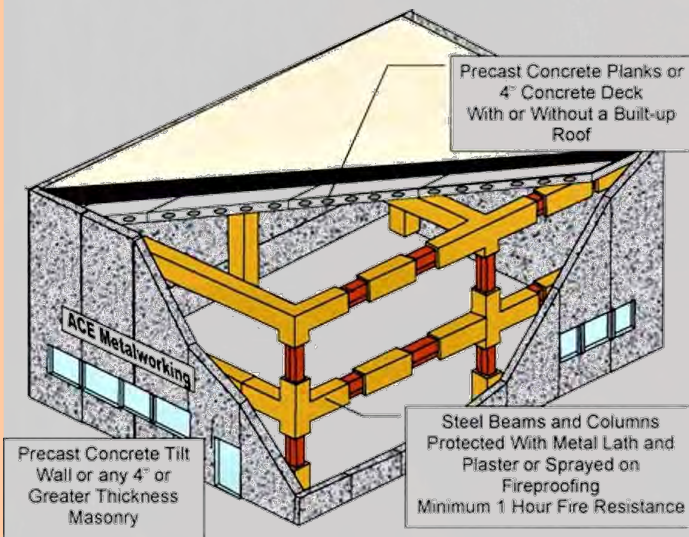 Precast Concrete Planks or
4" Concrete Deck
With or Without a Built-up
Roof
ACE Metalworking
Precast Concrete Tilt
Wall or any 4" or
Greater Thickness
Masonry
Steel Beams and Columns
Protected With Metal Lath and
Plaster or Sprayed on
Fireproofing
Minimum 1 Hour Fire Resistance